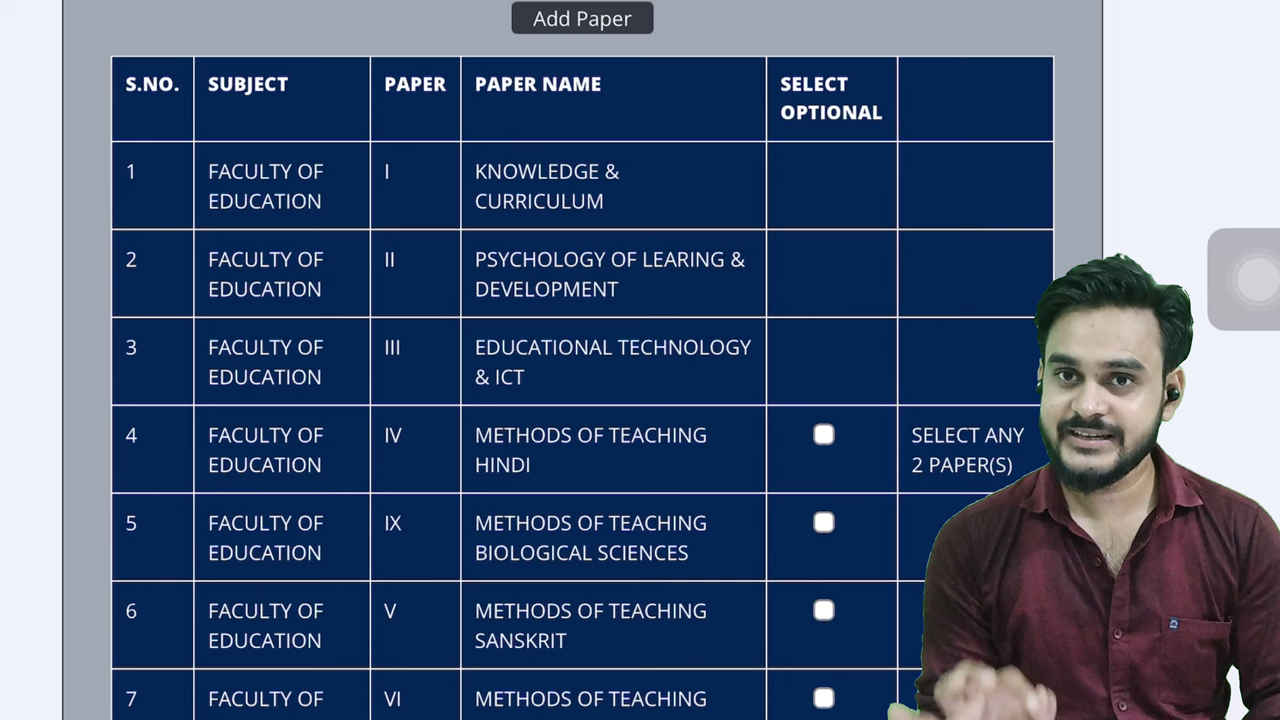 Add Paper
S.NO. SUBJECT PAPER PAPER NAME SELECT
OPTIONAL
1 FACULTY OF I KNOWLEDGE &
EDUCATION CURRICULUM
2 FACULTY OF II PSYCHOLOGY OF LEARING &
EDUCATION DEVELOPMENT
3 FACULTY OF III EDUCATIONAL TECHNOLOGY
EDUCATION & ICT
4 FACULTY OF IV METHODS OF TEACHING SELECT ANY
EDUCATION HINDI 2 PAPER(S)
5 FACULTY OF IX METHODS OF TEACHING
EDUCATION BIOLOGICAL SCIENCES
6 FACULTY OF V METHODS OF TEACHING
EDUCATION SANSKRIT
7 FACULTY OF VI METHODS OF TEACHING